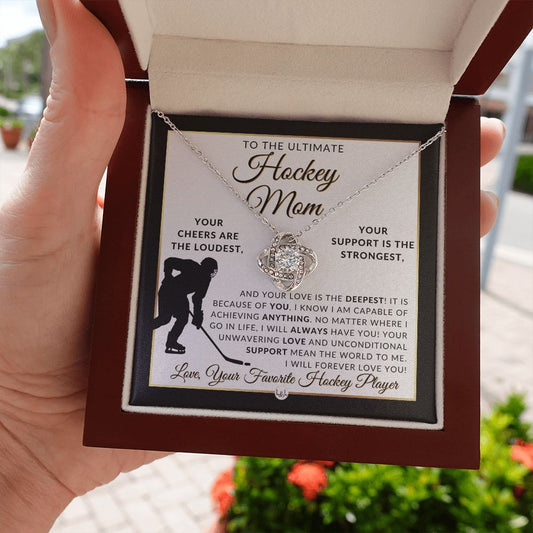 TO THE ULTIMATE
Hockey
Mom
YOUR
CHEERS ARE
THE LOUDEST,
YOUR
SUPPORT IS THE
STRONGEST,
AND YOUR LOVE IS THE DEEPEST! IT IS
BECAUSE OF YOU, I KNOW I AM CAPABLE OF
ACHIEVING ANYTHING. NO MATTER WHERE I
GO IN LIFE, I WILL ALWAYS HAVE YOU! YOUR
UNWAVERING LOVE AND UNCONDITIONAL
SUPPORT MEAN THE WORLD TO ME.
I WILL FOREVER LOVE YOU!
Love, Your Favorite Hockey Player